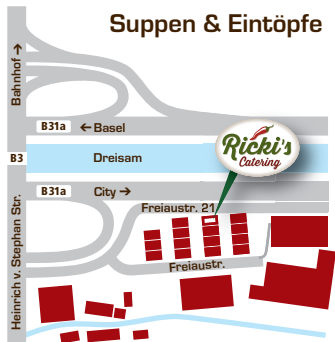 Suppen & Eintöpfe
Bahnhof →
B31a
← Basel
Ricki's
Catering
B3
Dreisam
B31a
City →
Freiaustr. 21
Freiaustr.
Heinrich v. Stephan Str.